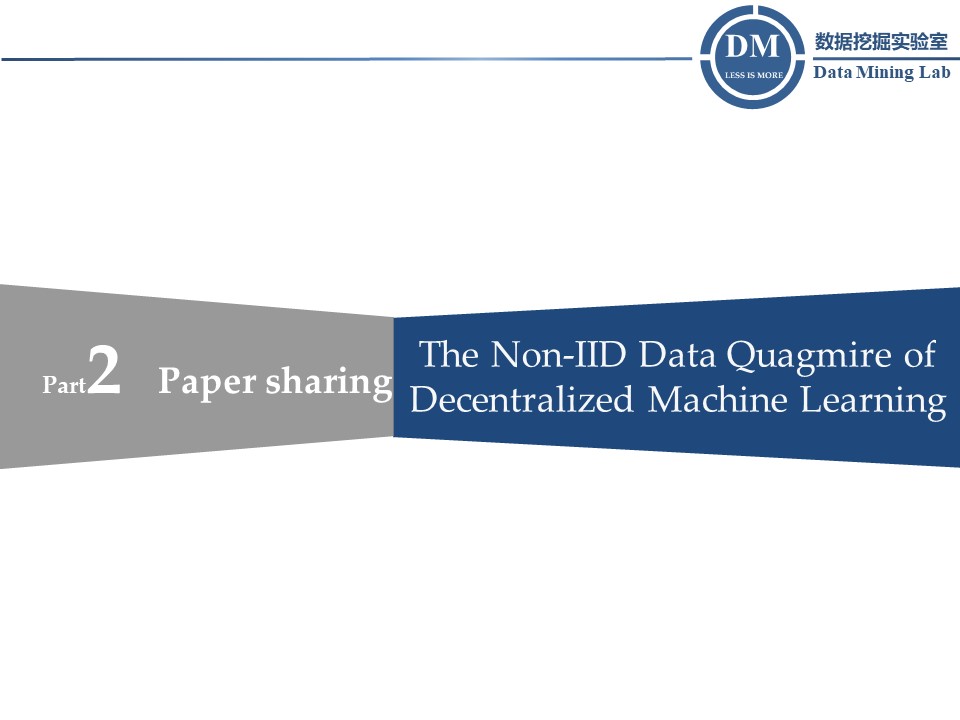 DM
LESS IS MORE
数据挖掘实验室
Data Mining Lab
Part2 Paper sharing
The Non-IID Data Quagmire of
Decentralized Machine Learning